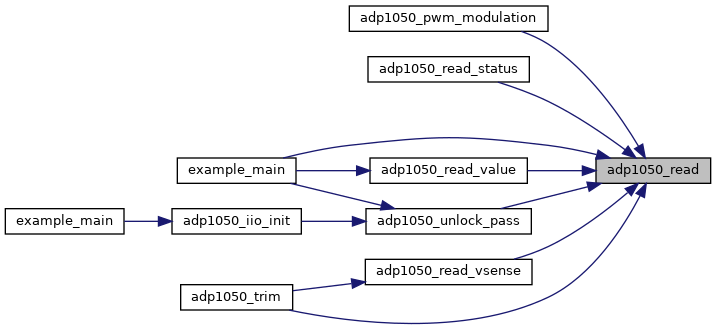 adp1050_pwm_modulation
adp1050_read_status
example_main
adp1050_read_value
adp1050_read
example_main
adp1050_iio_init
adp1050_unlock_pass
adp1050_read_vsense
adp1050_trim